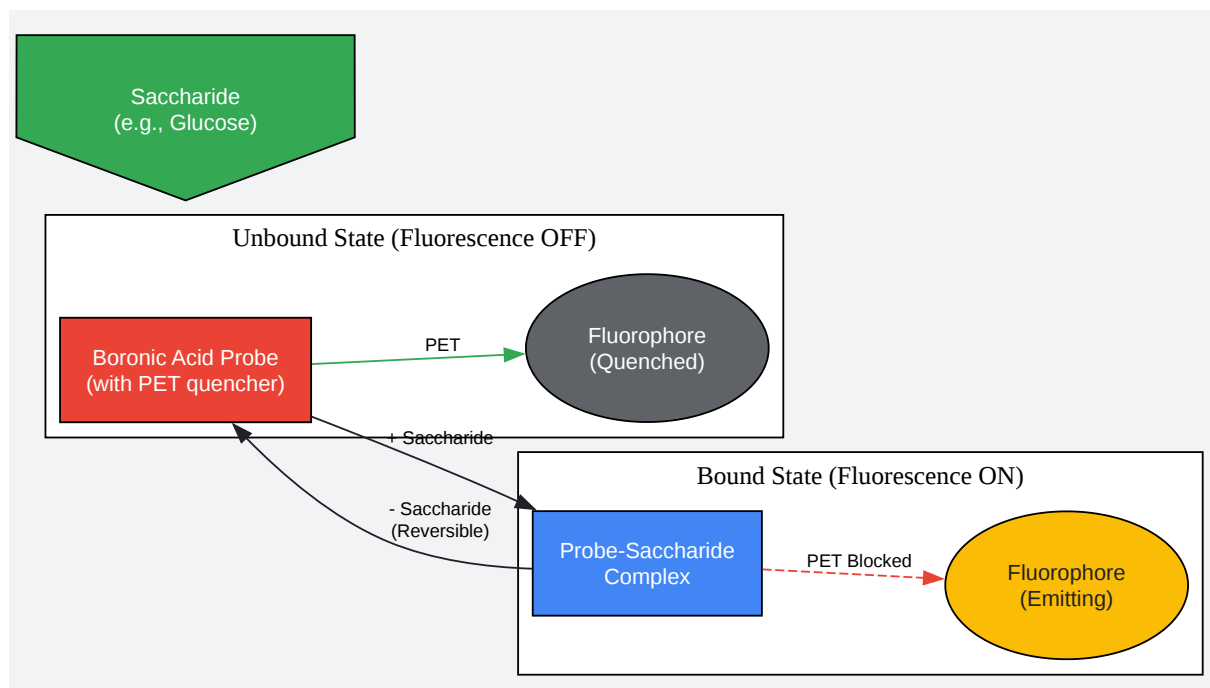 Saccharide
(e.g., Glucose)
Unbound State (Fluorescence OFF)
Boronic Acid Probe
(with PET quencher)
PET
Fluorophore
(Quenched)
+ Saccharide
- Saccharide
(Reversible)
Bound State (Fluorescence ON)
Probe-Saccharide
Complex
PET Blocked
Fluorophore
(Emitting)